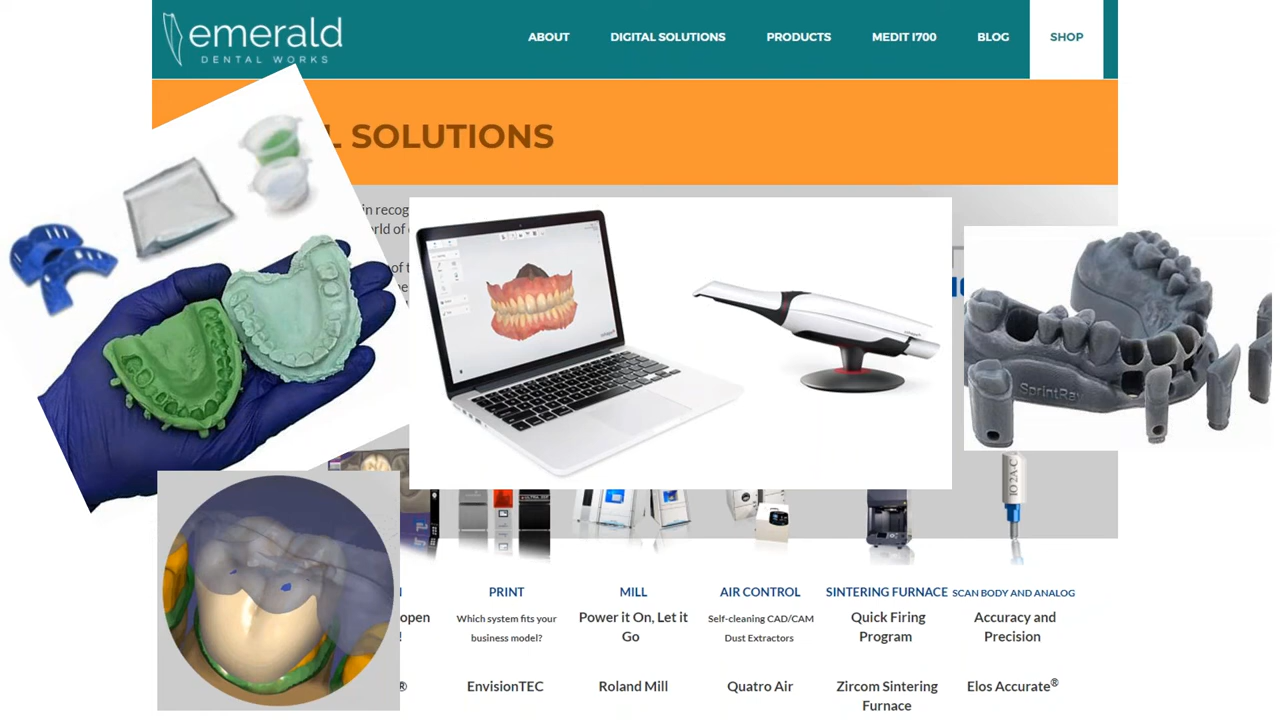 emerald
DENTAL WORKS
ABOUT DIGITAL SOLUTIONS PRODUCTS MEDIT I700 BLOG SHOP
L SOLUTIONS
in recog
rld of
of t
SprintRay
IO 2A-C
PRINT MILL AIR CONTROL SINTERING FURNACE SCAN BODY AND ANALOG
open Which system fits your Power it On, Let it Self-cleaning CAD/CAM Quick Firing Accuracy and
! business model? Go Dust Extractors Program Precision
® EnvisionTEC Roland Mill Quatro Air Zircom Sintering Elos Accurate®
Furnace